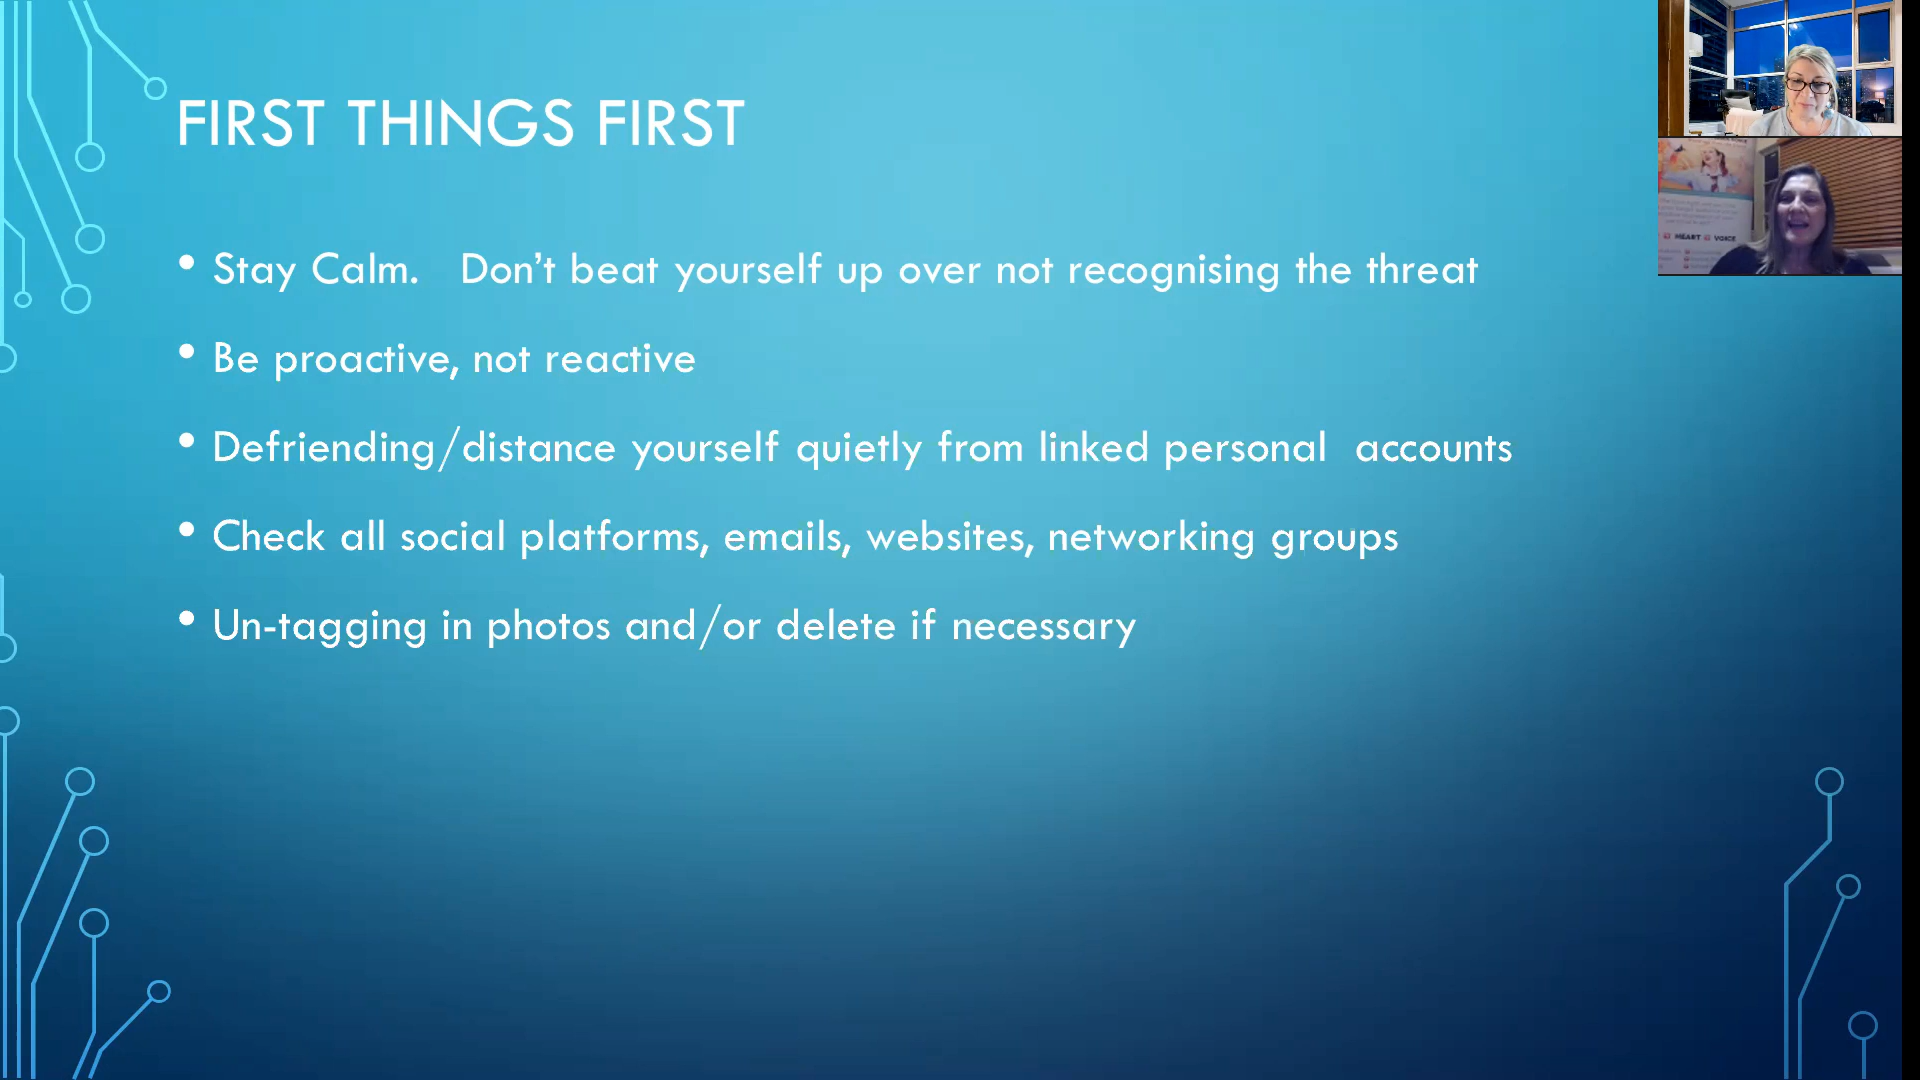 FIRST THINGS FIRST
• Stay Calm. Don’t beat yourself up over not recognising the threat
• Be proactive, not reactive
• Defriending/distance yourself quietly from linked personal accounts
• Check all social platforms, emails, websites, networking groups
• Un-tagging in photos and/or delete if necessary
HEART VOICE